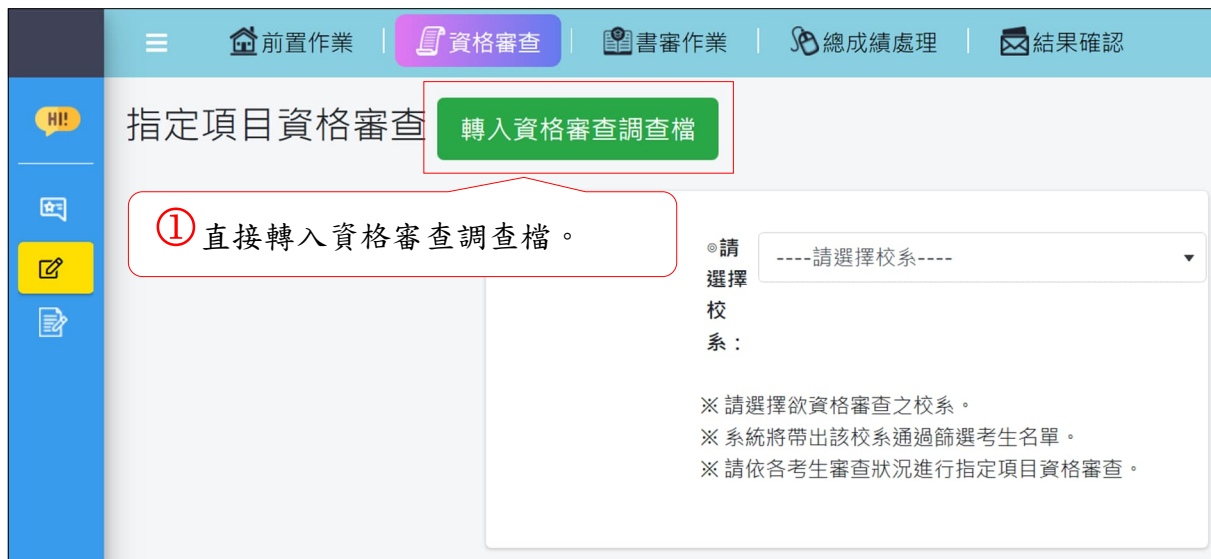 前置作業
資格審查
書審作業
總成績處理
結果確認
HI!
指定項目資格審查
轉入資格審查調查檔
①直接轉入資格審查調查檔。
◎請
選擇
校
系：
----請選擇校系----
※ 請選擇欲資格審查之校系。
※ 系統將帶出該校系通過篩選考生名單。
※ 請依各考生審查狀況進行指定項目資格審查。